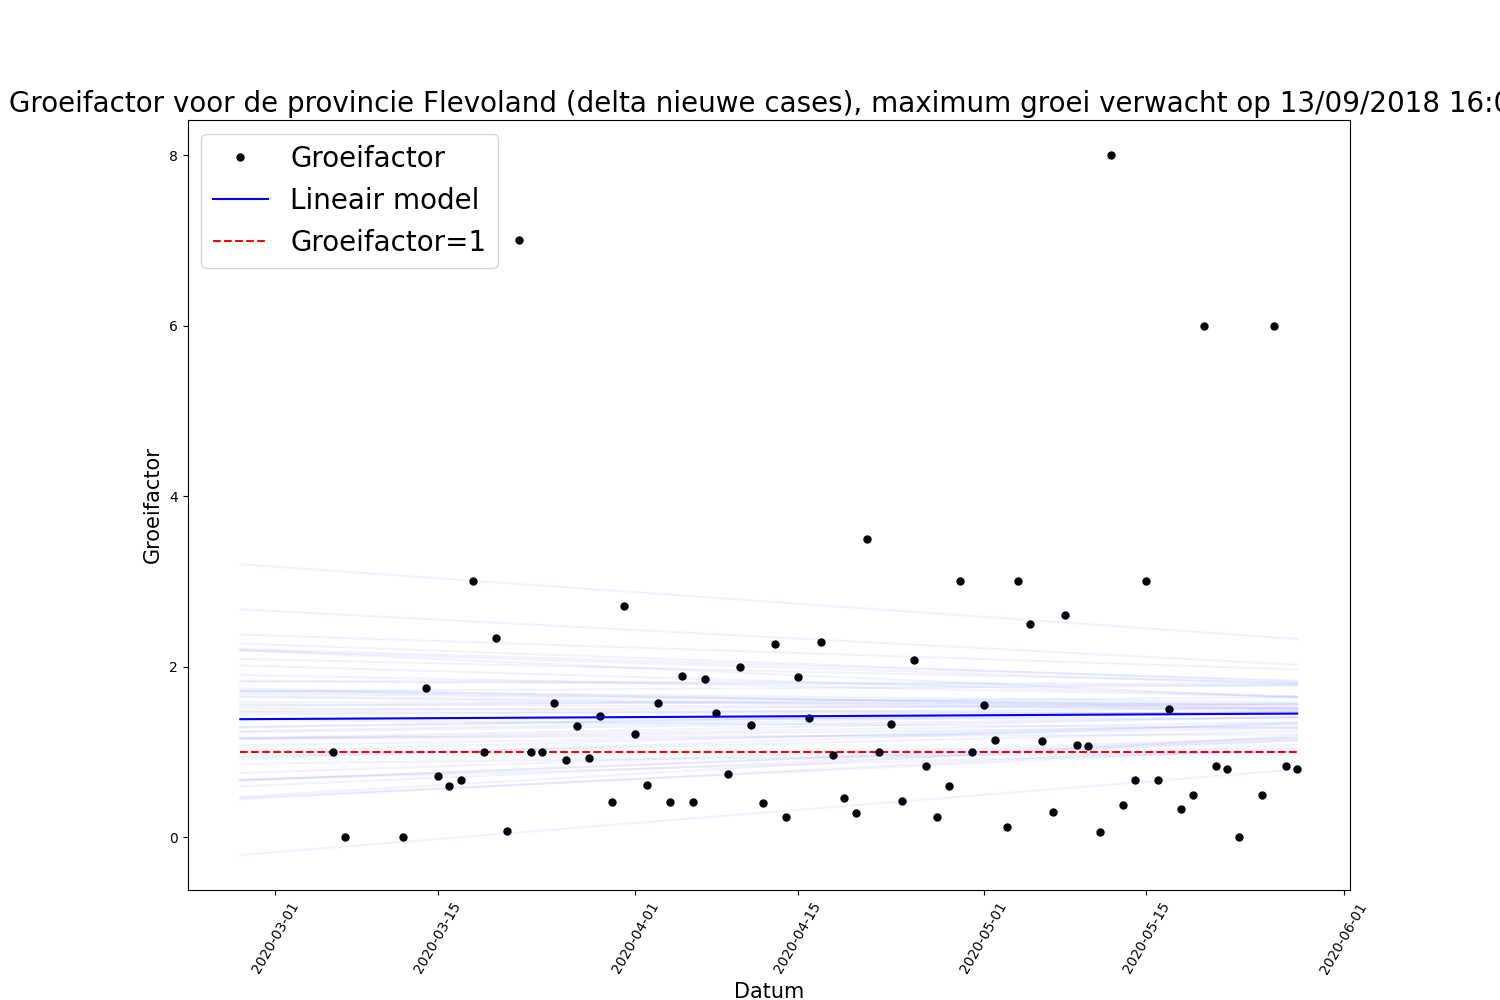 Groeifactor voor de provincie Flevoland (delta nieuwe cases), maximum groei verwacht op 13/09/2018 16:0
Groeifactor
Lineair model
Groeifactor=1
8
6
4
2
0
Groeifactor
2020-03-01
2020-03-15
2020-04-01
2020-04-15
2020-05-01
2020-05-15
2020-06-01
Datum